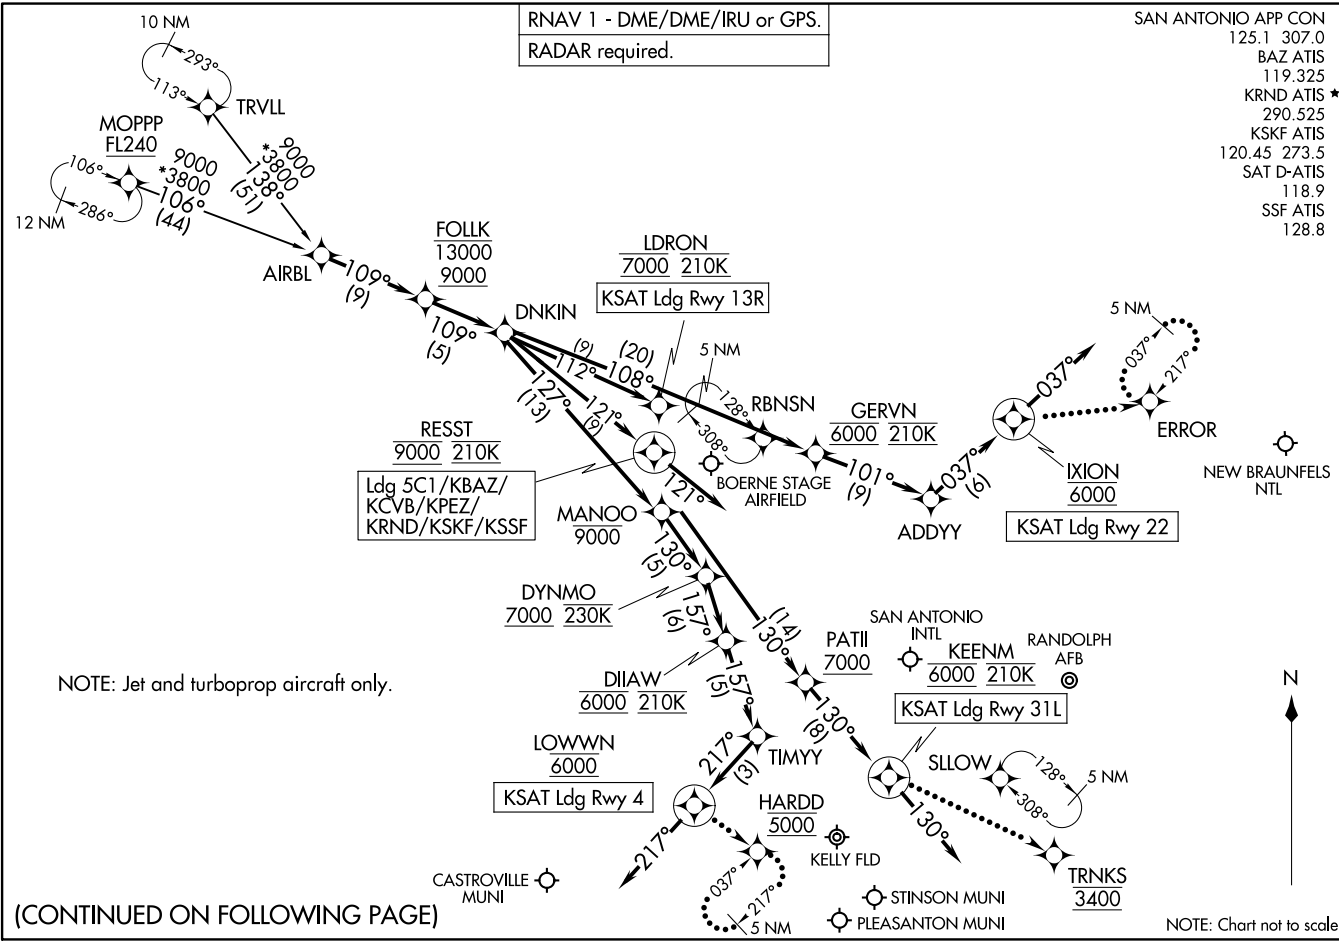 RNAV 1 - DME/DME/IRU or GPS.
RADAR required.
SAN ANTONIO APP CON
125.1 307.0
BAZ ATIS
119.325
KRND ATIS ★
290.525
KSKF ATIS
120.45 273.5
SAT D-ATIS
118.9
SSF ATIS
128.8
10 NM
293°
113°
TRVLL
MOPPP
FL240
106°
286°
12 NM
9000
*3800
106°
(44)
9000
*3800
138°
(51)
AIRBL
109°
(9)
FOLLK
13000
9000
109°
(5)
DNKIN
LDRON
7000 210K
KSAT Ldg Rwy 13R
(9)
112°
(20)
108°
5 NM
128°
308°
RBNSN
127°
(13)
121°
(9)
RESST
9000 210K
Ldg 5C1/KBAZ/
KCVB/KPEZ/
KRND/KSKF/KSSF
121°
BOERNE STAGE
AIRFIELD
GERVN
6000 210K
101°
(9)
ADDYY
037°
(6)
037°
IXION
6000
KSAT Ldg Rwy 22
5 NM
037°
217°
ERROR
NEW BRAUNFELS
NTL
MANOO
9000
130°
(5)
DYNMO
7000 230K
157°
(6)
DIIAW
6000 210K
157°
(5)
TIMYY
217°
(3)
LOWWN
6000
KSAT Ldg Rwy 4
217°
HARDD
5000
037°
217°
5 NM
KELLY FLD
(14)
130°
PATII
7000
130°
(8)
SAN ANTONIO
INTL
KEENM
6000 210K
KSAT Ldg Rwy 31L
RANDOLPH
AFB
130°
SLLOW
128°
308°
5 NM
TRNKS
3400
CASTROVILLE
MUNI
STINSON MUNI
PLEASANTON MUNI
N
NOTE: Jet and turboprop aircraft only.
(CONTINUED ON FOLLOWING PAGE)
NOTE: Chart not to scale